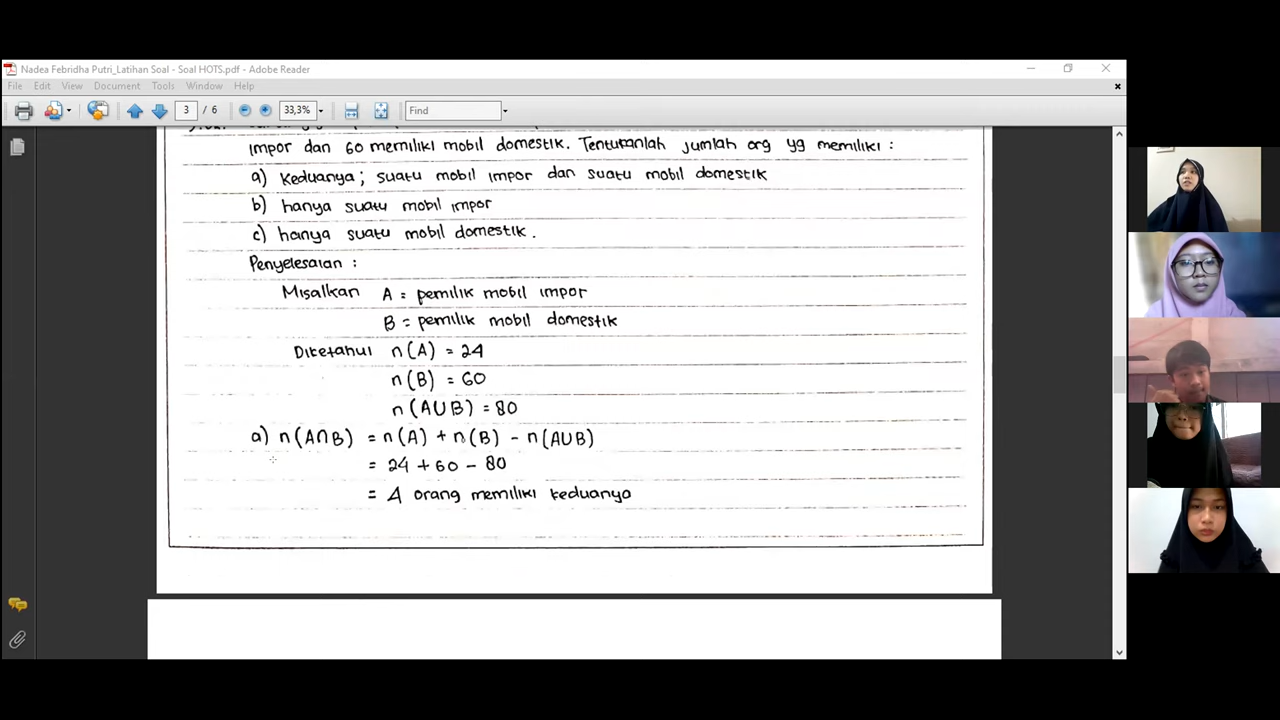 Nadea Febridha Putri_Latihan Soal - Soal HOTS.pdf - Adobe Reader
File Edit View Document Tools Window Help
3 / 6 33,3% Find
impor dan 60 memiliki mobil domestik. Tentukanlah jumlah org yg memiliki :
a) Keduanya ; suatu mobil impor dan suatu mobil domestik
b) hanya suatu mobil impor
c) hanya suatu mobil domestik.
Penyelesaian :
Misalkan A = pemilik mobil impor
B = pemilik mobil domestik
Diketahui n(A) = 24
n(B) = 60
n(A∪B) = 80
a) n(A∩B) = n(A) + n(B) - n(A∪B)
= 24 + 60 - 80
= 4 orang memiliki keduanya